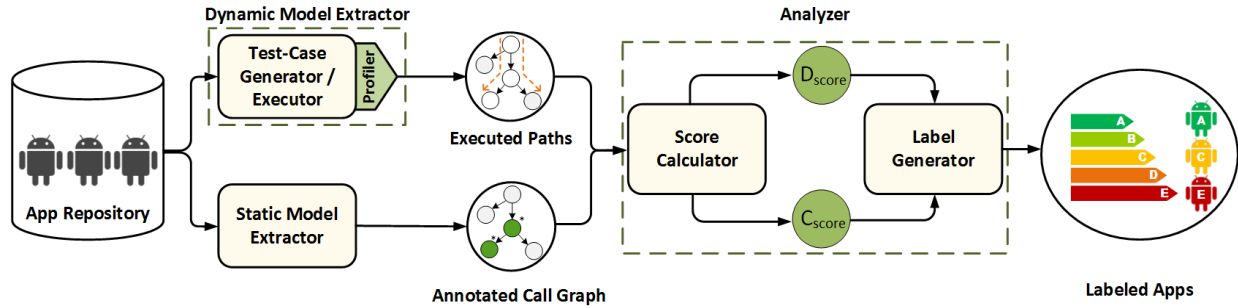 Dynamic Model Extractor
Analyzer
Test-Case
Generator /
Executor
Profiler
Executed Paths
App Repository
Static Model
Extractor
*
*
Annotated Call Graph
Score
Calculator
Dscore
Cscore
Label
Generator
A
B
C
D
E
A
C
E
Labeled Apps